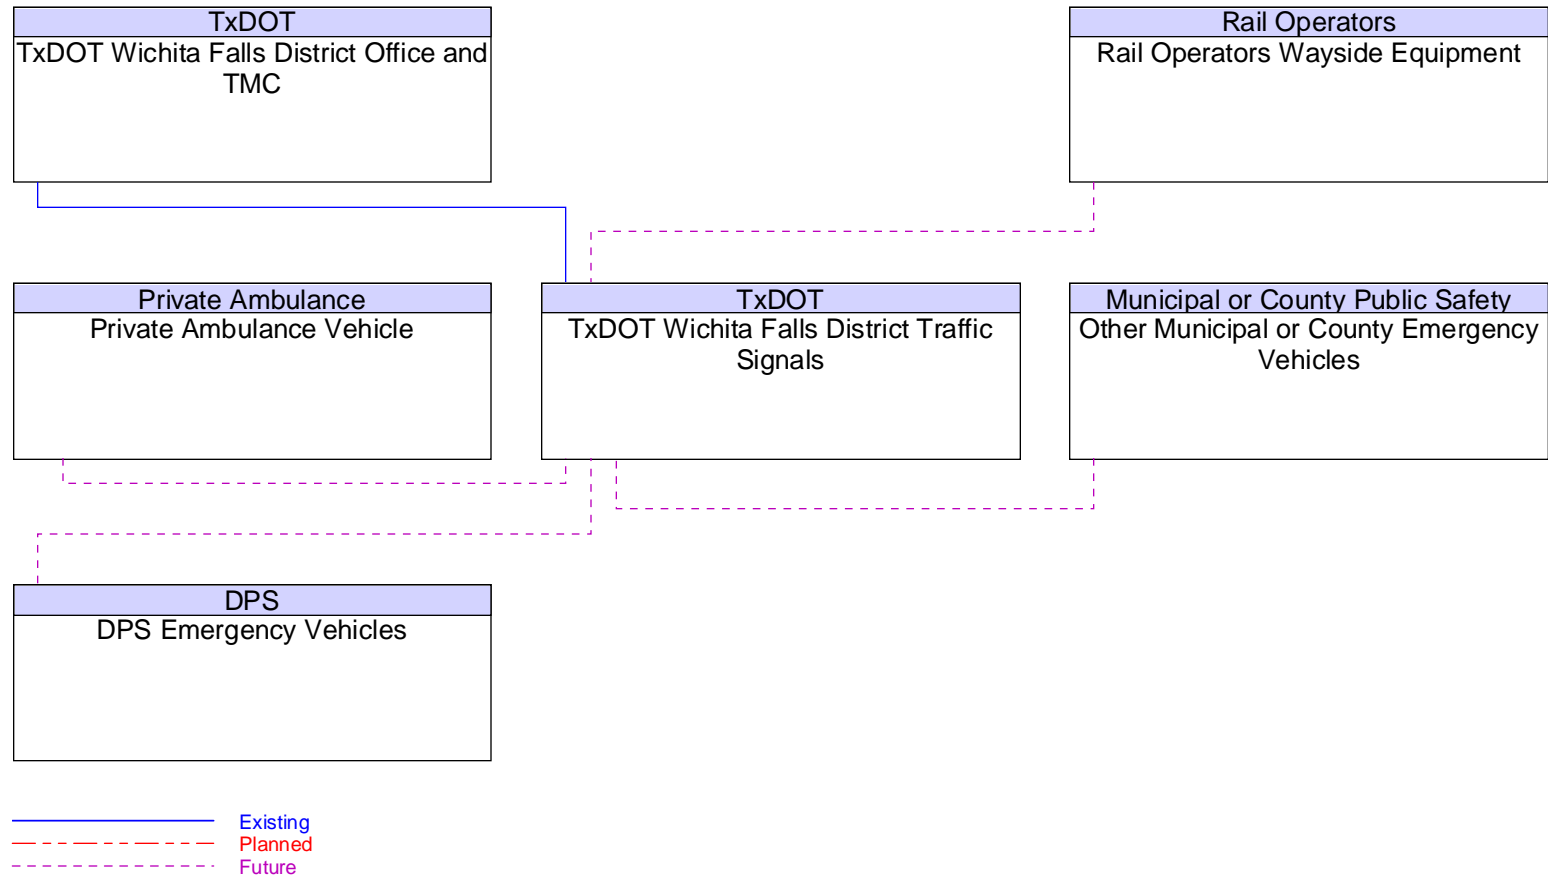 TxDOT
TxDOT Wichita Falls District Office and
TMC
Rail Operators
Rail Operators Wayside Equipment
Private Ambulance
Private Ambulance Vehicle
TxDOT
TxDOT Wichita Falls District Traffic
Signals
Municipal or County Public Safety
Other Municipal or County Emergency
Vehicles
DPS
DPS Emergency Vehicles
Existing
Planned
Future